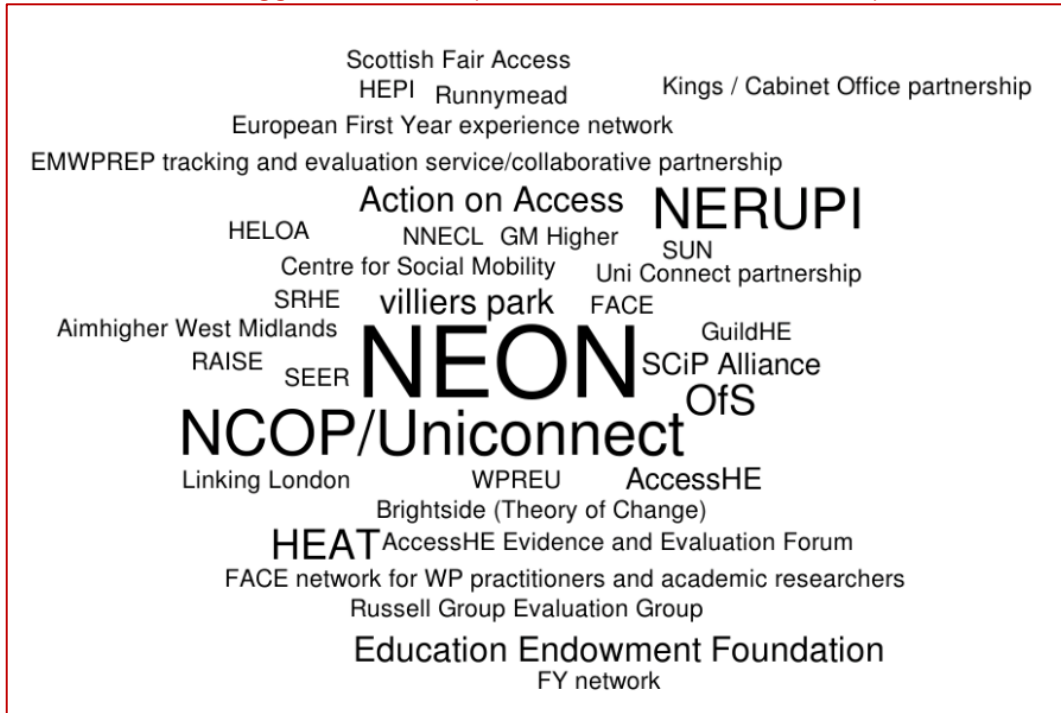 Scottish Fair Access
HEPI Runnymead Kings / Cabinet Office partnership
European First Year experience network
EMWPREP tracking and evaluation service/collaborative partnership
Action on Access NERUPI
HELOA NNECL GM Higher SUN
Centre for Social Mobility Uni Connect partnership
SRHE villiers park FACE
Aimhigher West Midlands GuildHE
RAISE SEER NEON SCiP Alliance
OfS
NCOP/Uniconnect
Linking London WPREU AccessHE
Brightside (Theory of Change)
HEAT AccessHE Evidence and Evaluation Forum
FACE network for WP practitioners and academic researchers
Russell Group Evaluation Group
Education Endowment Foundation
FY network